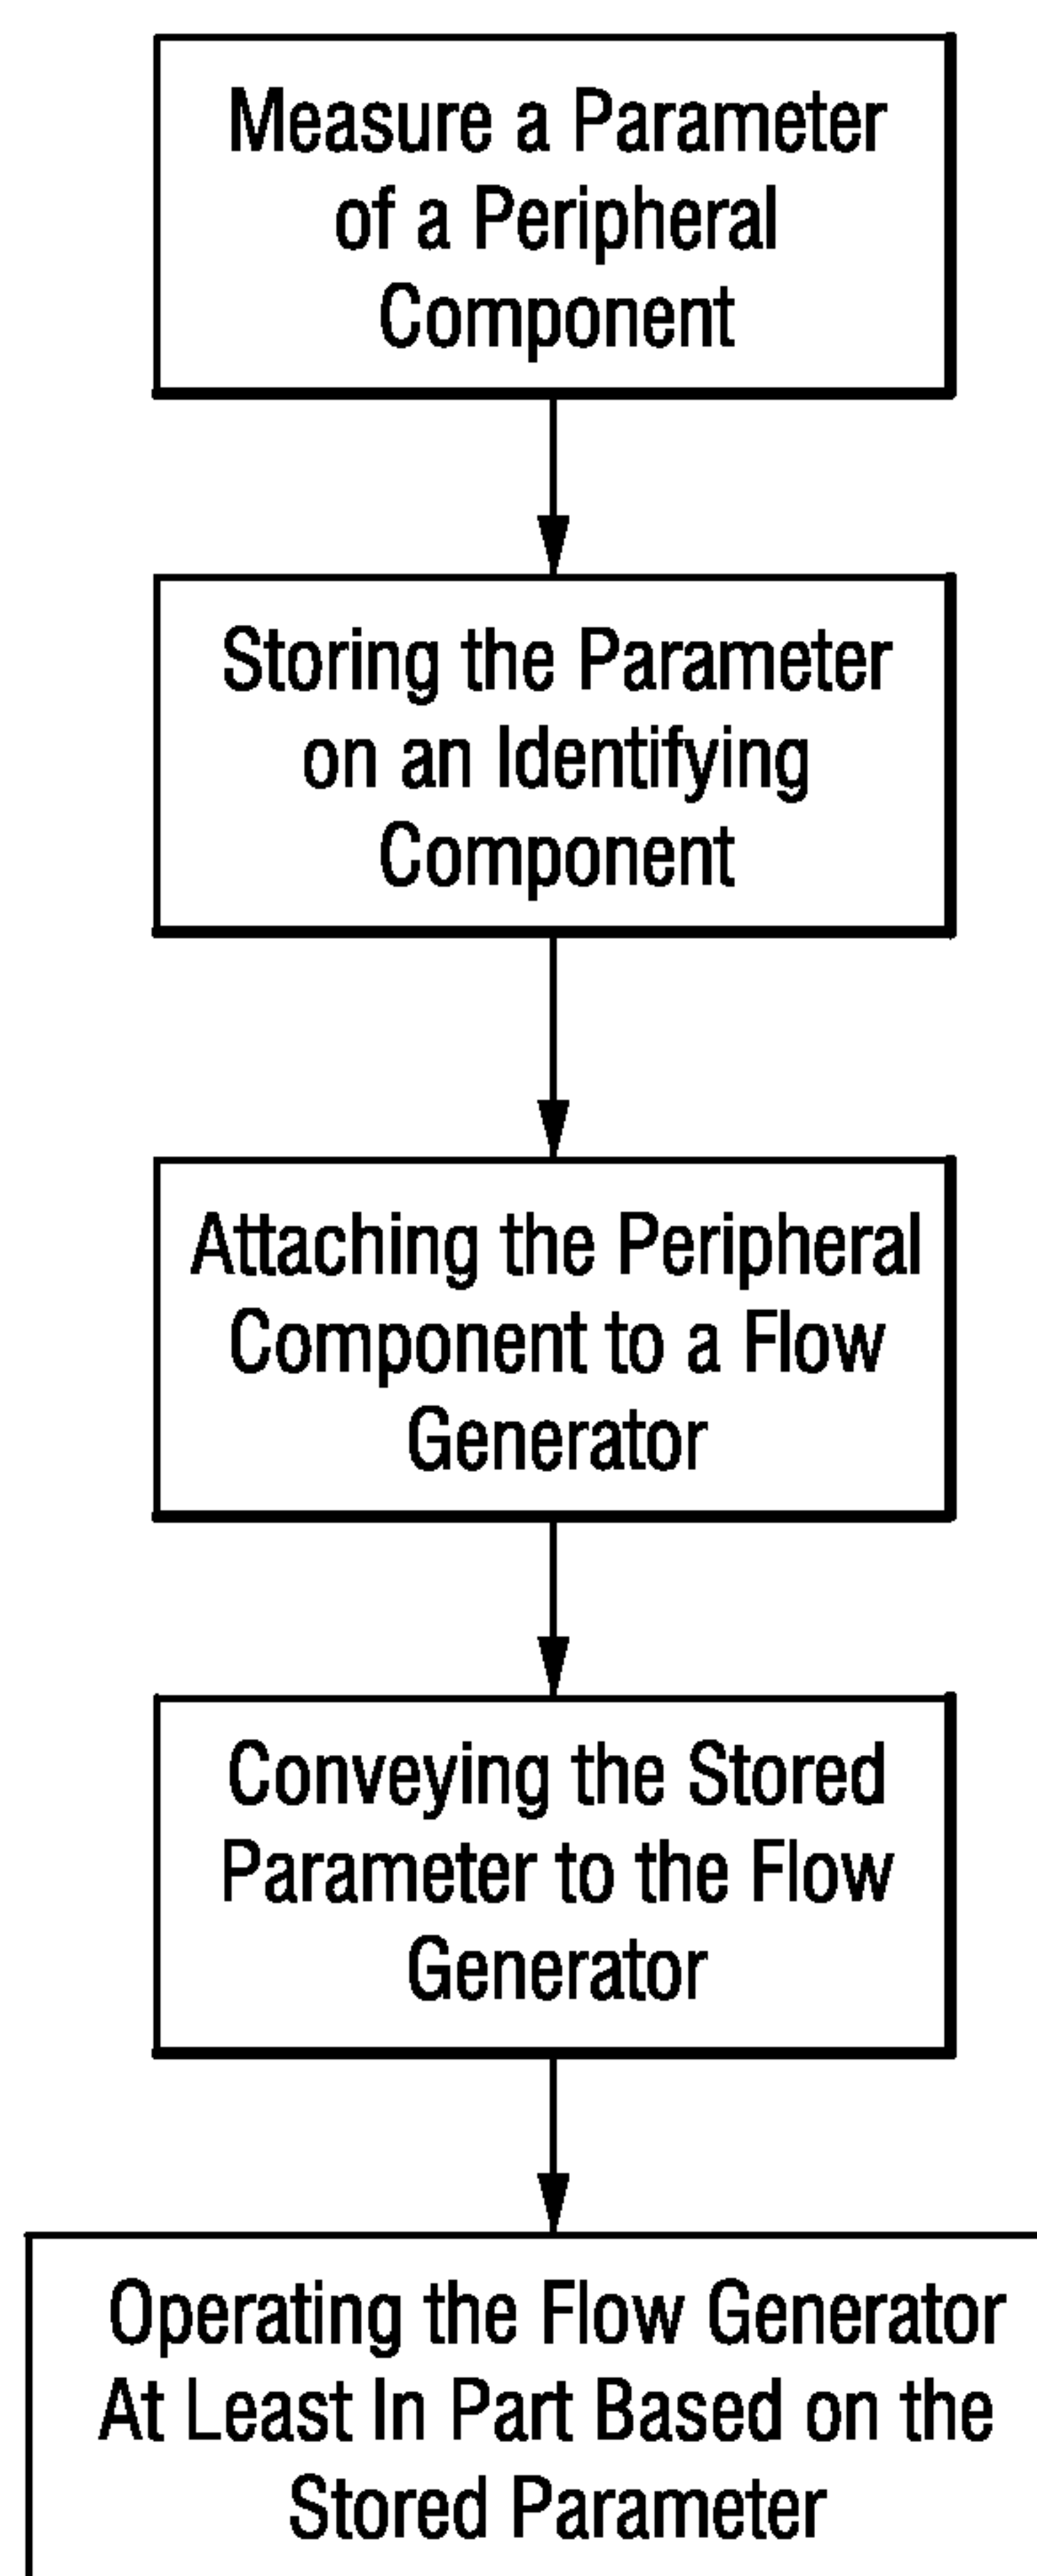 Measure a Parameter
of a Peripheral
Component
Storing the Parameter
on an Identifying
Component
Attaching the Peripheral
Component to a Flow
Generator
Conveying the Stored
Parameter to the Flow
Generator
Operating the Flow Generator
At Least In Part Based on the
Stored Parameter